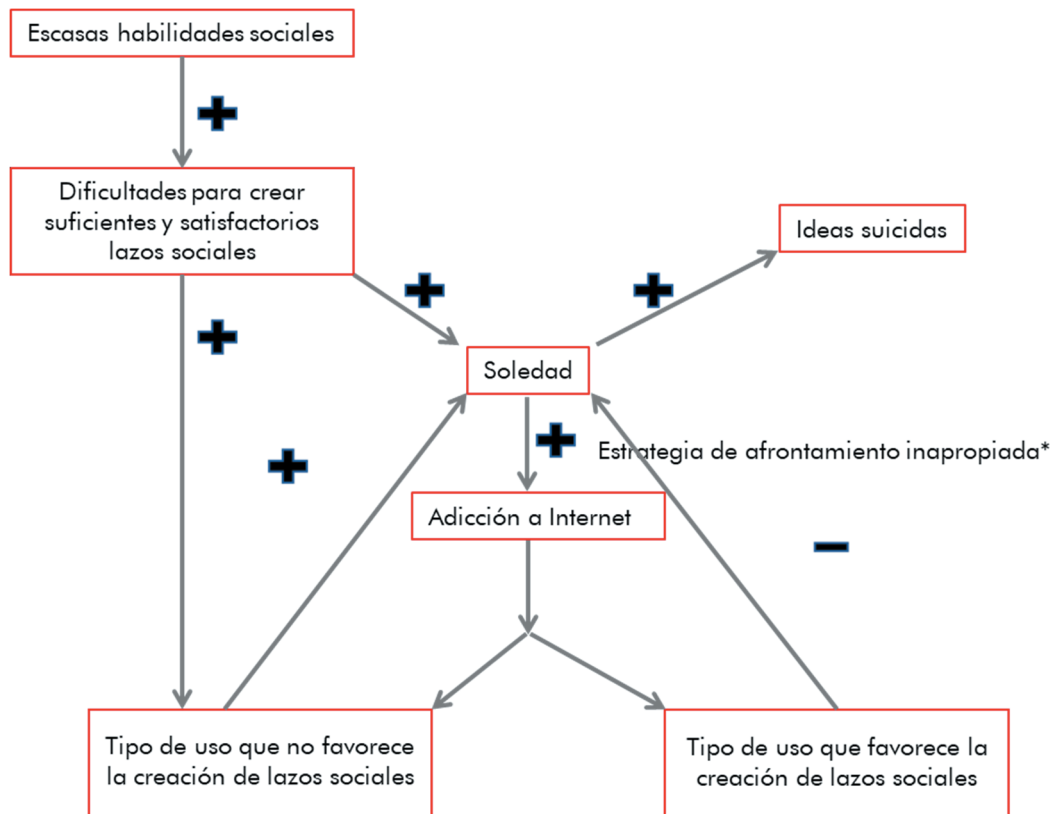 Escasas habilidades sociales
Dificultades para crear
suficientes y satisfactorios
lazos sociales
Ideas suicidas
Soledad
Estrategia de afrontamiento inapropiada*
Adicción a Internet
Tipo de uso que no favorece
la creación de lazos sociales
Tipo de uso que favorece la
creación de lazos sociales